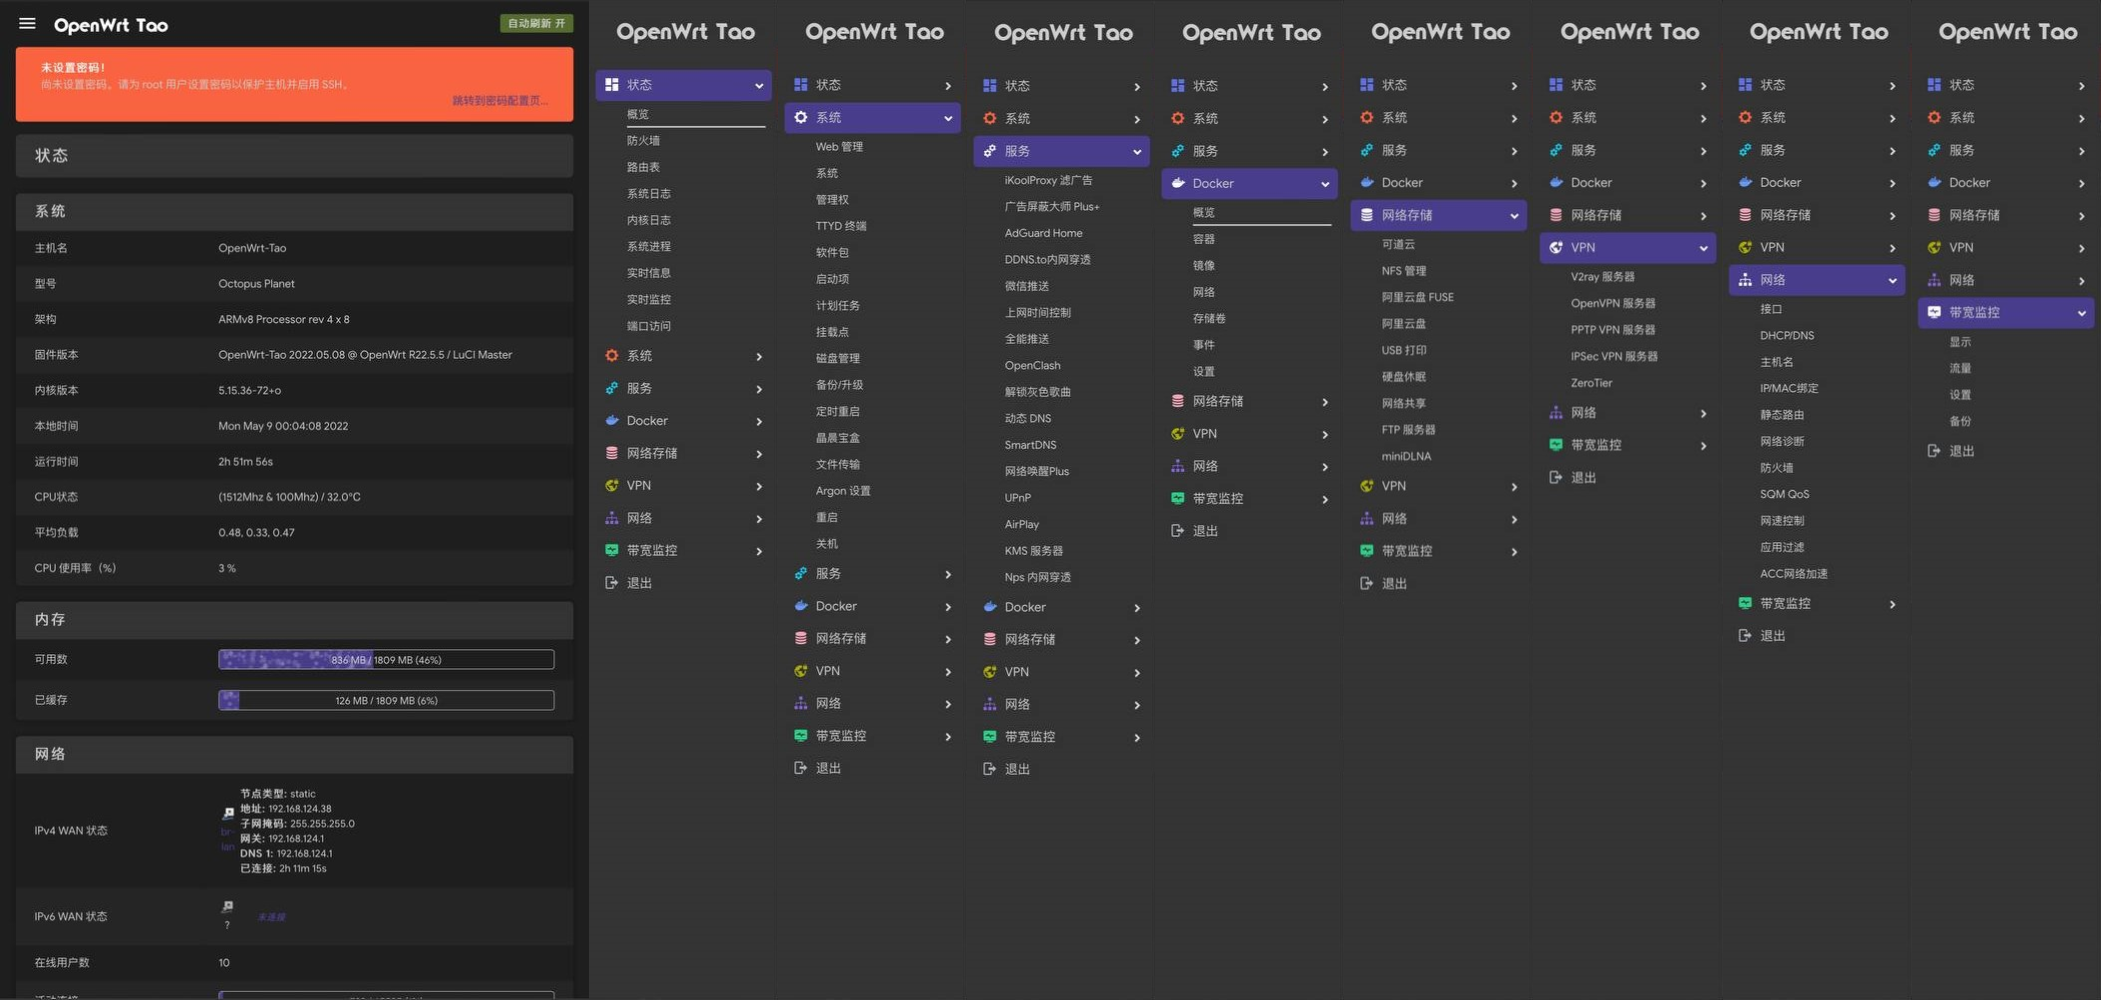 OpenWrt Tao
自动刷新 开
未设置密码!
尚未设置密码。请为 root 用户设置密码以保护主机并启用 SSH。
跳转到密码配置页...
状态
系统
主机名 OpenWrt-Tao
型号 Octopus Planet
架构 ARMv8 Processor rev 4 x 8
固件版本 OpenWrt-Tao 2022.05.08 @ OpenWrt R22.5.5 / LuCI Master
内核版本 5.15.36-72+o
本地时间 Mon May 9 00:04:08 2022
运行时间 2h 51m 56s
CPU状态 (1512Mhz & 100Mhz) / 32.0°C
平均负载 0.48, 0.33, 0.47
CPU 使用率（%） 3 %
内存
可用数 836 MB / 1809 MB (46%)
已缓存 126 MB / 1809 MB (6%)
网络
IPv4 WAN 状态
br-lan
节点类型: static
地址: 192.168.124.38
子网掩码: 255.255.255.0
网关: 192.168.124.1
DNS 1: 192.168.124.1
已连接: 2h 11m 15s
IPv6 WAN 状态
?
未连接
在线用户数 10
OpenWrt Tao
状态
概览
防火墙
路由表
系统日志
内核日志
系统进程
实时信息
实时监控
端口访问
系统
服务
Docker
网络存储
VPN
网络
带宽监控
退出
OpenWrt Tao
状态
系统
Web 管理
系统
管理权
TTYD 终端
软件包
启动项
计划任务
挂载点
磁盘管理
备份/升级
定时重启
晶晨宝盒
文件传输
Argon 设置
重启
关机
服务
Docker
网络存储
VPN
网络
带宽监控
退出
OpenWrt Tao
状态
系统
服务
iKoolProxy 滤广告
广告屏蔽大师 Plus+
AdGuard Home
DDNS.to内网穿透
微信推送
上网时间控制
全能推送
OpenClash
解锁灰色歌曲
动态 DNS
SmartDNS
网络唤醒Plus
UPnP
AirPlay
KMS 服务器
Nps 内网穿透
Docker
网络存储
VPN
网络
带宽监控
退出
OpenWrt Tao
状态
系统
服务
Docker
概览
容器
镜像
网络
存储卷
事件
设置
网络存储
VPN
网络
带宽监控
退出
OpenWrt Tao
状态
系统
服务
Docker
网络存储
可道云
NFS 管理
阿里云盘 FUSE
阿里云盘
USB 打印
硬盘休眠
网络共享
FTP 服务器
miniDLNA
VPN
网络
带宽监控
退出
OpenWrt Tao
状态
系统
服务
Docker
网络存储
VPN
V2ray 服务器
OpenVPN 服务器
PPTP VPN 服务器
IPSec VPN 服务器
ZeroTier
网络
带宽监控
退出
OpenWrt Tao
状态
系统
服务
Docker
网络存储
VPN
网络
接口
DHCP/DNS
主机名
IP/MAC绑定
静态路由
网络诊断
防火墙
SQM QoS
网速控制
应用过滤
ACC网络加速
带宽监控
退出
OpenWrt Tao
状态
系统
服务
Docker
网络存储
VPN
网络
带宽监控
显示
流量
设置
备份
退出